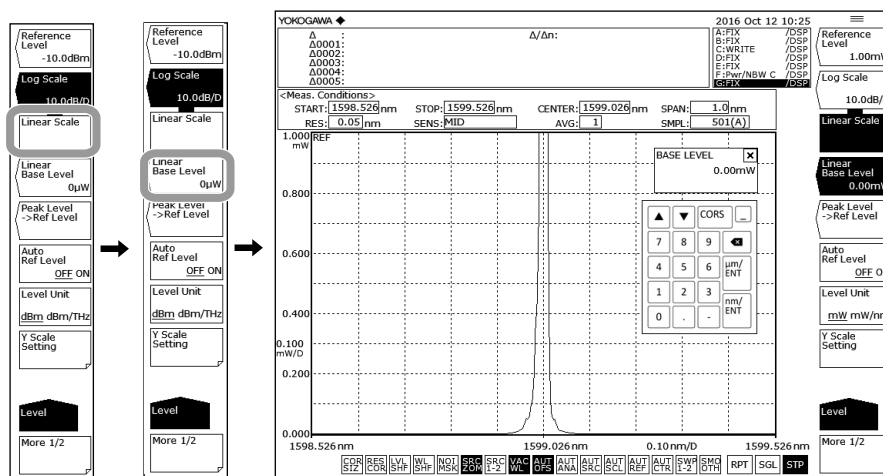 Reference
Level
-10.0dBm
Log Scale
10.0dB/D
Linear Scale
Linear
Base Level
0µW
Peak Level
->Ref Level
Auto
Ref Level
OFF ON
Level Unit
dBm dBm/THz
Y Scale
Setting
Level
More 1/2
Reference
Level
-10.0dBm
Log Scale
10.0dB/D
Linear Scale
Linear
Base Level
0µW
Peak Level
->Ref Level
Auto
Ref Level
OFF ON
Level Unit
dBm dBm/THz
Y Scale
Setting
Level
More 1/2
YOKOGAWA ◆
2016 Oct 12 10:25
Δ :
Δ/Δn:
Δ0001:
Δ0002:
Δ0003:
Δ0004:
Δ0005:
A:FIX /DSP
B:FIX /DSP
C:WRITE /DSP
D:FIX /DSP
E:FIX /DSP
F:Pwr/NBW C /DSP
G:FIX /DSP
<Meas. Conditions>
START: 1598.526 nm STOP: 1599.526 nm CENTER: 1599.026 nm SPAN: 1.0 nm
RES: 0.05 nm SENS: MID AVG: 1 SMPL: 501(A)
1.000 REF
mW
0.800
0.600
0.400
0.100
mW/D
0.200
0.000
BASE LEVEL
0.00mW
▲ ▼ CORS _
7 8 9
4 5 6 µm/
ENT
1 2 3 nm/
ENT
0 . -
1598.526nm 1599.026nm 0.10nm/D 1599.526nm
COR
SIZ
RES
COR
LVL
SHF
WL
SHF
NOI
MSK
SRC
ZOM
SRC
1-2
VAC
WL
AUT
OFS
AUT
ANA
AUT
SRC
AUT
SCL
AUT
REF
AUT
CTR
SWP
1-2
SMO
OTH
RPT SGL STP
Reference
Level
1.00mW
Log Scale
10.0dB/
Linear Scale
Linear
Base Level
0.00mW
Peak Level
->Ref Level
Auto
Ref Level
OFF O
Level Unit
mW mW/nm
Y Scale
Setting
Level
More 1/2